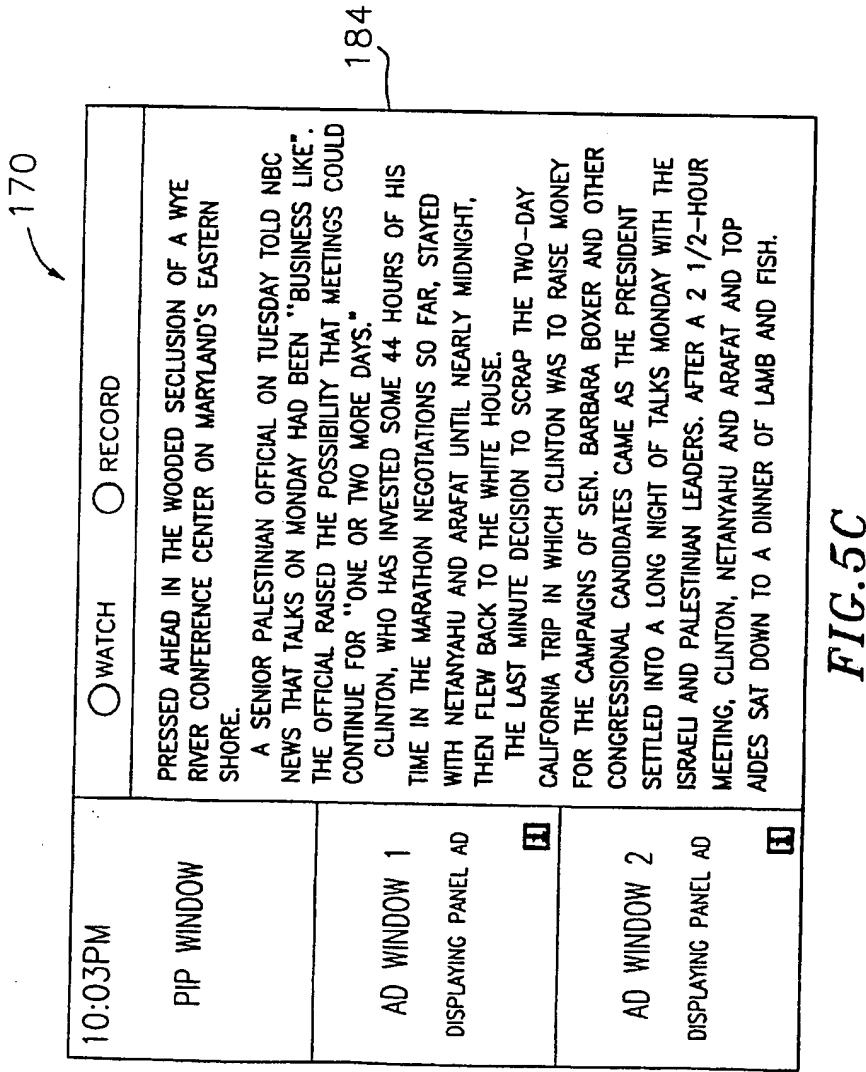 170
10:03PM
WATCH
RECORD
PIP WINDOW
AD WINDOW 1
DISPLAYING PANEL AD
i
AD WINDOW 2
DISPLAYING PANEL AD
i
PRESSED AHEAD IN THE WOODED SECLUSION OF A WYE
RIVER CONFERENCE CENTER ON MARYLAND'S EASTERN
SHORE.
A SENIOR PALESTINIAN OFFICIAL ON TUESDAY TOLD NBC
NEWS THAT TALKS ON MONDAY HAD BEEN "BUSINESS LIKE".
THE OFFICIAL RAISED THE POSSIBILITY THAT MEETINGS COULD
CONTINUE FOR "ONE OR TWO MORE DAYS."
CLINTON, WHO HAS INVESTED SOME 44 HOURS OF HIS
TIME IN THE MARATHON NEGOTIATIONS SO FAR, STAYED
WITH NETANYAHU AND ARAFAT UNTIL NEARLY MIDNIGHT,
THEN FLEW BACK TO THE WHITE HOUSE.
THE LAST MINUTE DECISION TO SCRAP THE TWO-DAY
CALIFORNIA TRIP IN WHICH CLINTON WAS TO RAISE MONEY
FOR THE CAMPAIGNS OF SEN. BARBARA BOXER AND OTHER
CONGRESSIONAL CANDIDATES CAME AS THE PRESIDENT
SETTLED INTO A LONG NIGHT OF TALKS MONDAY WITH THE
ISRAELI AND PALESTINIAN LEADERS. AFTER A 2 1/2-HOUR
MEETING, CLINTON, NETANYAHU AND ARAFAT AND TOP
AIDES SAT DOWN TO A DINNER OF LAMB AND FISH.
184
FIG.5C